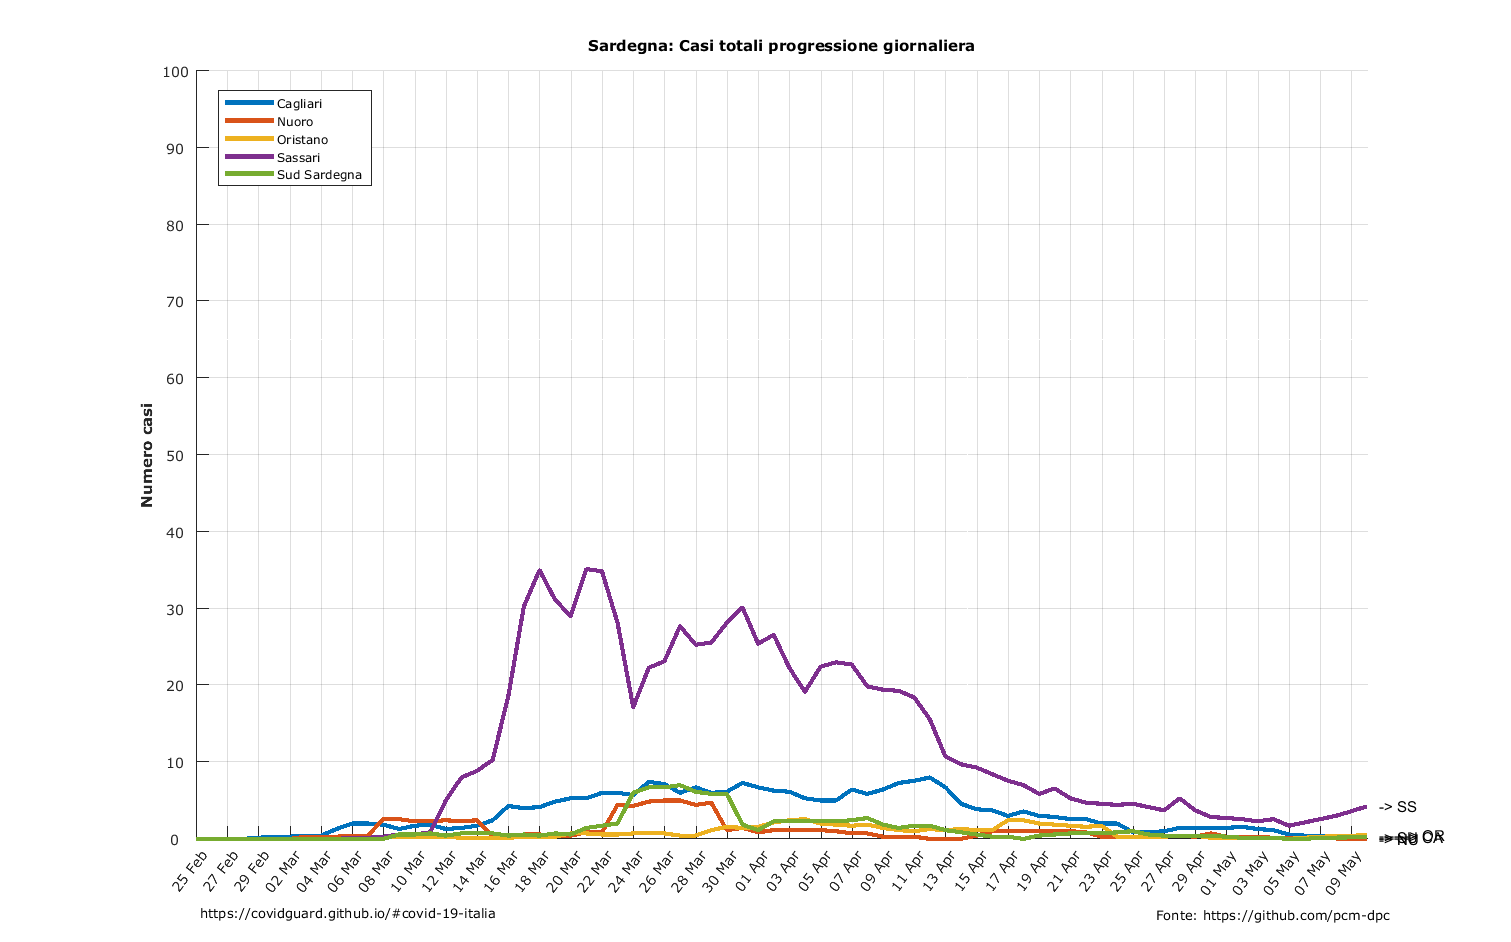 Sardegna: Casi totali progressione giornaliera
100
90
80
70
60
50
40
30
20
10
0
Numero casi
Cagliari
Nuoro
Oristano
Sassari
Sud Sardegna
-> SS
25 Feb
27 Feb
29 Feb
02 Mar
04 Mar
06 Mar
08 Mar
10 Mar
12 Mar
14 Mar
16 Mar
18 Mar
20 Mar
22 Mar
24 Mar
26 Mar
28 Mar
30 Mar
01 Apr
03 Apr
05 Apr
07 Apr
09 Apr
11 Apr
13 Apr
15 Apr
17 Apr
19 Apr
21 Apr
23 Apr
25 Apr
27 Apr
29 Apr
01 May
03 May
05 May
07 May
09 May
https://covidguard.github.io/#covid-19-italia
Fonte: https://github.com/pcm-dpc